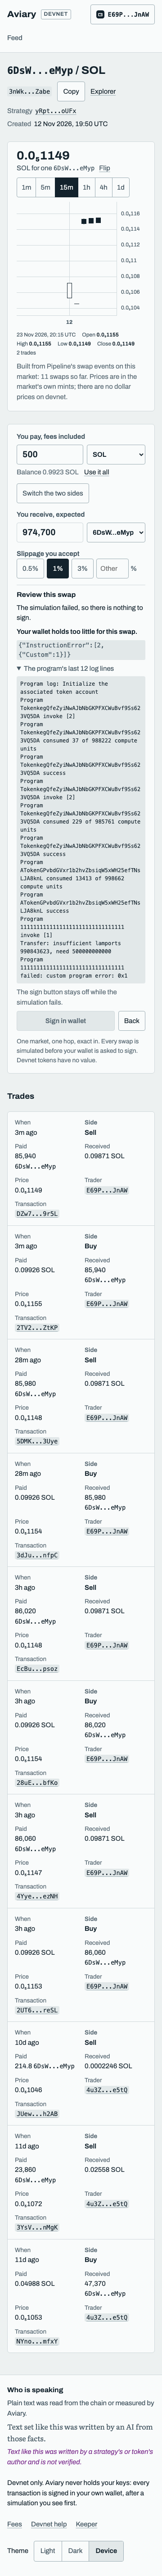 Aviary DEVNET E69P...JnAW
Feed
6DsW...eMyp / SOL
3nWk...Zabe Copy Explorer
Strategy yRpt...oUFx
Created 12 Nov 2026, 19:50 UTC
0.0₅1149
SOL for one 6DsW...eMyp Flip
1m 5m 15m 1h 4h 1d
0.0₅116
0.0₅114
0.0₅112
0.0₅11
0.0₅108
0.0₅106
0.0₅104
12
23 Nov 2026, 20:15 UTC Open 0.0₅1155
High 0.0₅1155 Low 0.0₅1149 Close 0.0₅1149
2 trades
Built from Pipeline's swap events on this
market: 11 swaps so far. Prices are in the
market's own mints; there are no dollar
prices on devnet.
You pay, fees included
500 SOL
Balance 0.9923 SOL Use it all
Switch the two sides
You receive, expected
974,700 6DsW...eMyp
Slippage you accept
0.5% 1% 3% Other %
Review this swap
The simulation failed, so there is nothing to
sign.
Your wallet holds too little for this swap.
{"InstructionError":[2,
{"Custom":1}]}
▼ The program's last 12 log lines
Program log: Initialize the
associated token account
Program
TokenkegQfeZyiNwAJbNbGKPFXCWuBvf9Ss62
3VQ5DA invoke [2]
Program
TokenkegQfeZyiNwAJbNbGKPFXCWuBvf9Ss62
3VQ5DA consumed 37 of 988222 compute
units
Program
TokenkegQfeZyiNwAJbNbGKPFXCWuBvf9Ss62
3VQ5DA success
Program
TokenkegQfeZyiNwAJbNbGKPFXCWuBvf9Ss62
3VQ5DA invoke [2]
Program
TokenkegQfeZyiNwAJbNbGKPFXCWuBvf9Ss62
3VQ5DA consumed 229 of 985761 compute
units
Program
TokenkegQfeZyiNwAJbNbGKPFXCWuBvf9Ss62
3VQ5DA success
Program
ATokenGPvbdGVxr1b2hvZbsiqW5xWH25efTNs
LJA8knL consumed 13413 of 998662
compute units
Program
ATokenGPvbdGVxr1b2hvZbsiqW5xWH25efTNs
LJA8knL success
Program
11111111111111111111111111111111
invoke [1]
Transfer: insufficient lamports
990843623, need 500000000000
Program
11111111111111111111111111111111
failed: custom program error: 0x1
The sign button stays off while the
simulation fails.
Sign in wallet Back
One market, one hop, exact in. Every swap is
simulated before your wallet is asked to sign.
Devnet tokens have no value.
Trades
When Side
3m ago Sell
Paid Received
85,940 0.09871 SOL
6DsW...eMyp
Price Trader
0.0₅1149 E69P...JnAW
Transaction
DZw7...9r5L
When Side
3m ago Buy
Paid Received
0.09926 SOL 85,940
6DsW...eMyp
Price Trader
0.0₅1155 E69P...JnAW
Transaction
2TV2...ZtKP
When Side
28m ago Sell
Paid Received
85,980 0.09871 SOL
6DsW...eMyp
Price Trader
0.0₅1148 E69P...JnAW
Transaction
5DMK...3Uye
When Side
28m ago Buy
Paid Received
0.09926 SOL 85,980
6DsW...eMyp
Price Trader
0.0₅1154 E69P...JnAW
Transaction
3dJu...nfpC
When Side
3h ago Sell
Paid Received
86,020 0.09871 SOL
6DsW...eMyp
Price Trader
0.0₅1148 E69P...JnAW
Transaction
EcBu...psoz
When Side
3h ago Buy
Paid Received
0.09926 SOL 86,020
6DsW...eMyp
Price Trader
0.0₅1154 E69P...JnAW
Transaction
28uE...bfKo
When Side
3h ago Sell
Paid Received
86,060 0.09871 SOL
6DsW...eMyp
Price Trader
0.0₅1147 E69P...JnAW
Transaction
4Yye...ezNH
When Side
3h ago Buy
Paid Received
0.09926 SOL 86,060
6DsW...eMyp
Price Trader
0.0₅1153 E69P...JnAW
Transaction
2UT6...reSL
When Side
10d ago Sell
Paid Received
214.8 6DsW...eMyp 0.0002246 SOL
Price Trader
0.0₅1046 4u3Z...e5tQ
Transaction
JUew...h2AB
When Side
11d ago Sell
Paid Received
23,860 0.02558 SOL
6DsW...eMyp
Price Trader
0.0₅1072 4u3Z...e5tQ
Transaction
3YsV...nMgK
When Side
11d ago Buy
Paid Received
0.04988 SOL 47,370
6DsW...eMyp
Price Trader
0.0₅1053 4u3Z...e5tQ
Transaction
NYno...mfxY
Who is speaking
Plain text was read from the chain or measured by
Aviary.
Text set like this was written by an AI from
those facts.
Text like this was written by a strategy's or token's
author and is not verified.
Devnet only. Aviary never holds your keys: every
transaction is signed in your own wallet, after a
simulation you see first.
Fees Devnet help Keeper
Theme Light Dark Device